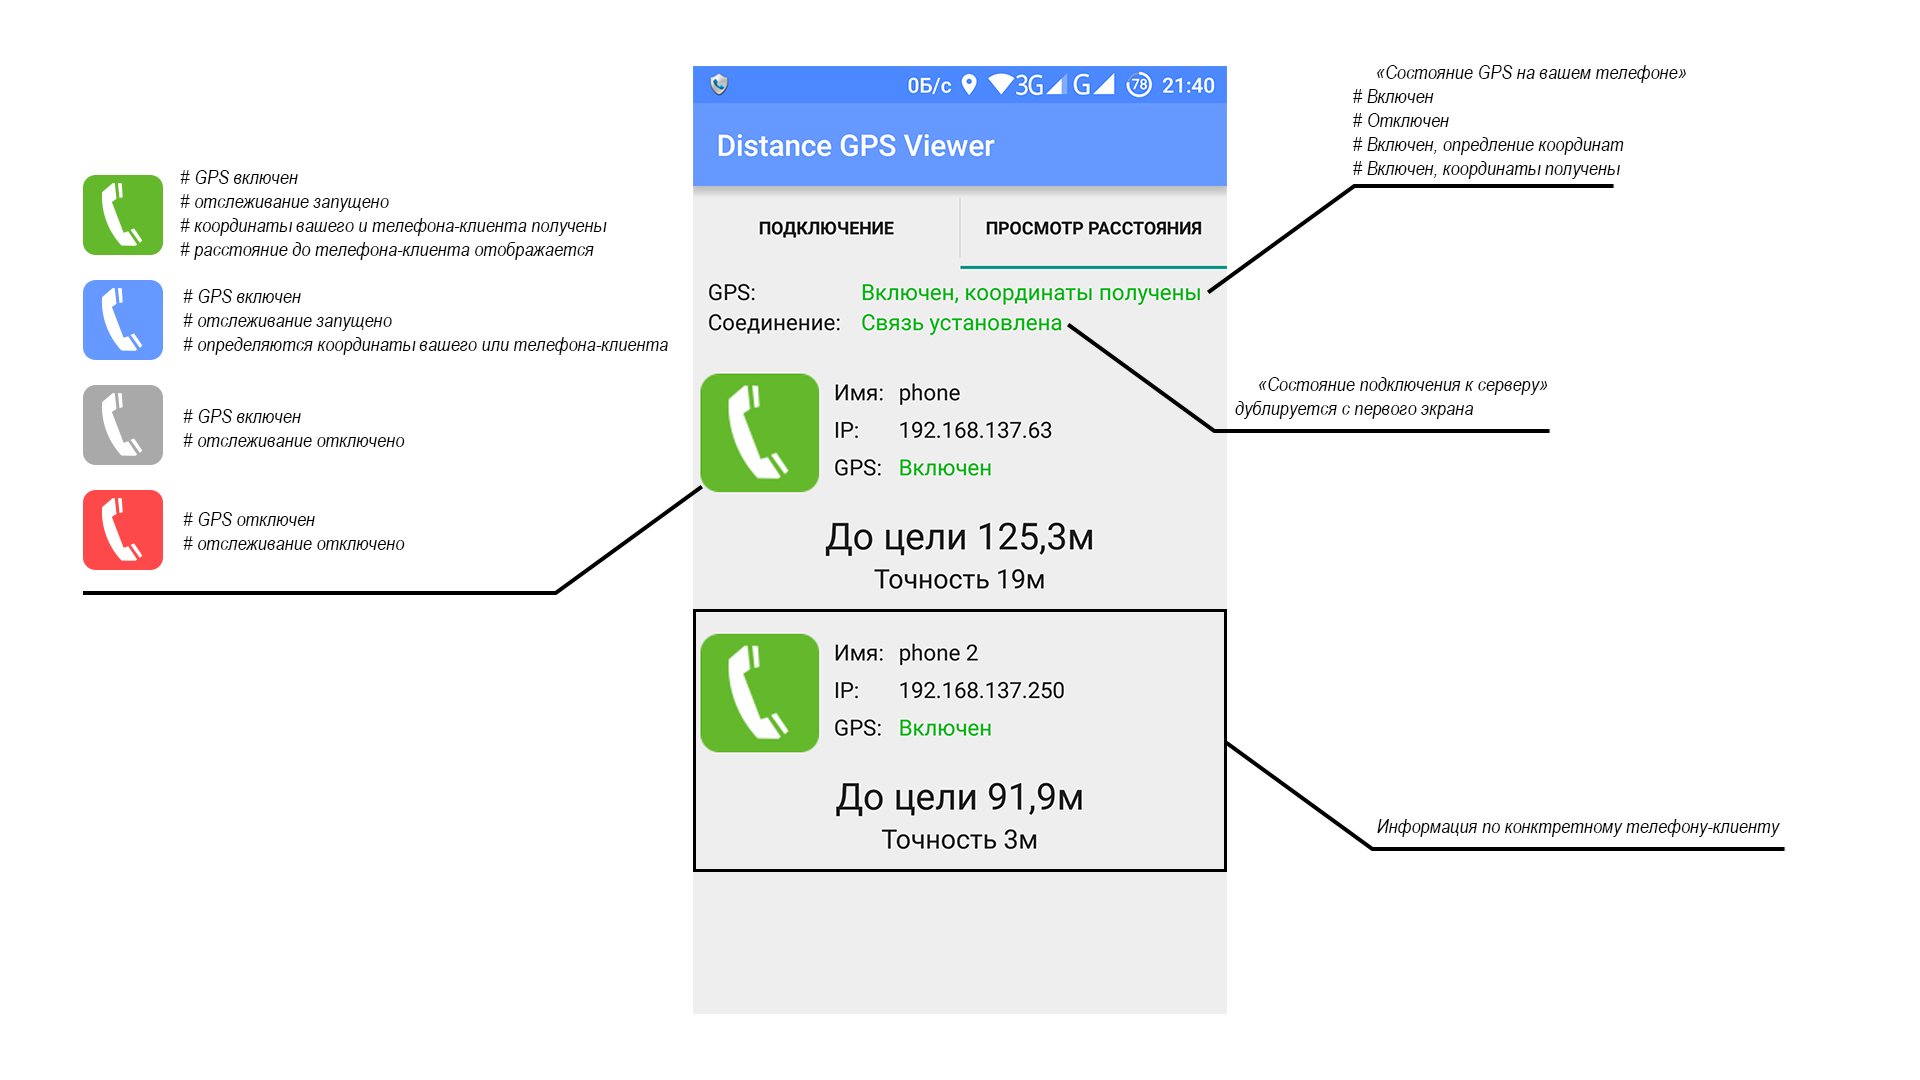 # GPS включен
# отслеживание запущено
# координаты вашего и телефона-клиента получены
# расстояние до телефона-клиента отображается
# GPS включен
# отслеживание запущено
# определяются координаты вашего или телефона-клиента
# GPS включен
# отслеживание отключено
# GPS отключен
# отслеживание отключено
0Б/с 3G G 78 21:40
Distance GPS Viewer
ПОДКЛЮЧЕНИЕ ПРОСМОТР РАССТОЯНИЯ
GPS: Включен, координаты получены
Соединение: Связь установлена
Имя: phone
IP: 192.168.137.63
GPS: Включен
До цели 125,3м
Точность 19м
Имя: phone 2
IP: 192.168.137.250
GPS: Включен
До цели 91,9м
Точность 3м
«Состояние GPS на вашем телефоне»
# Включен
# Отключен
# Включен, опредление координат
# Включен, координаты получены
«Состояние подключения к серверу»
дублируется с первого экрана
Информация по конктретному телефону-клиенту